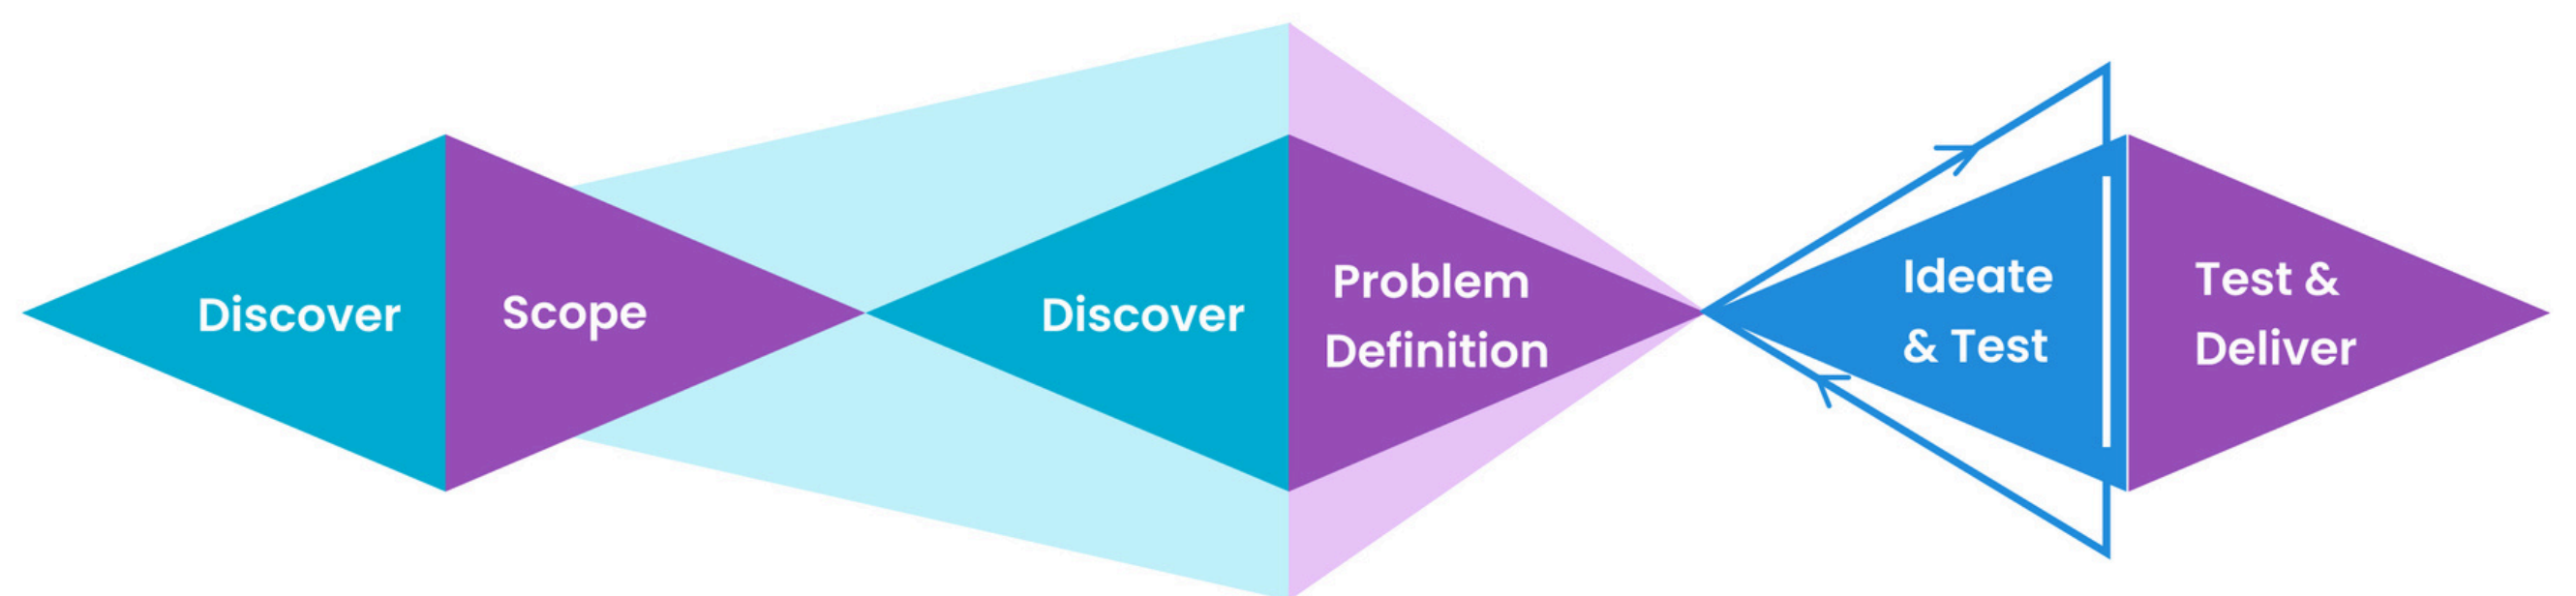 Discover
Scope
Discover
Problem
Definition
Ideate
& Test
Test &
Deliver